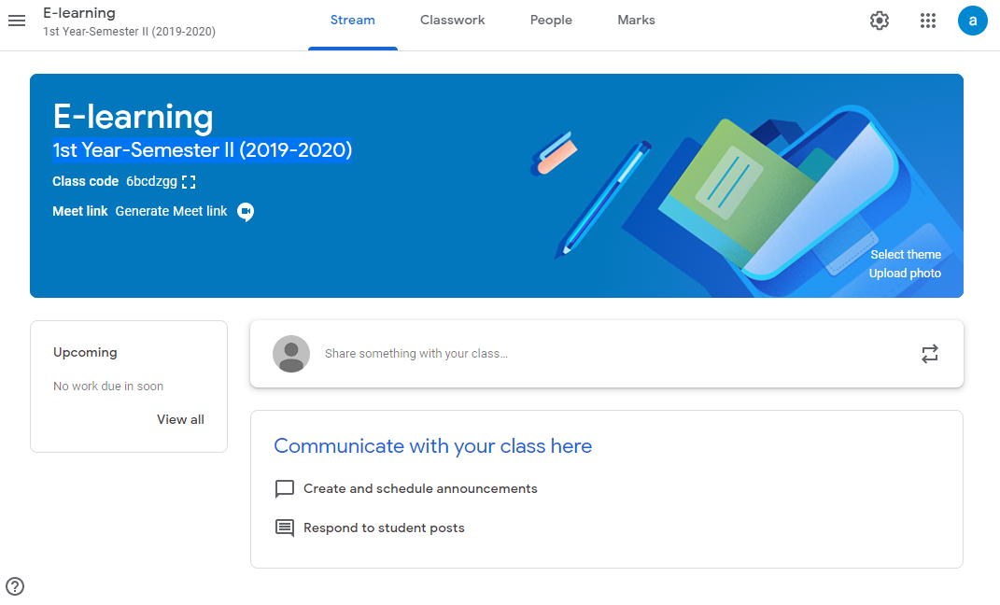 E-learning
1st Year-Semester II (2019-2020)
Stream
Classwork
People
Marks
a
E-learning
1st Year-Semester II (2019-2020)
Class code 6bcdzgg
Meet link Generate Meet link
Select theme
Upload photo
Upcoming
No work due in soon
View all
Share something with your class...
Communicate with your class here
Create and schedule announcements
Respond to student posts